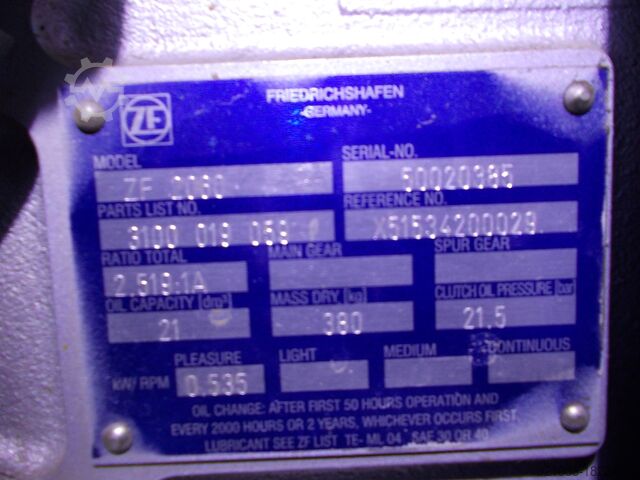 ZF
FRIEDRICHSHAFEN
-GERMANY-
MODEL
SERIAL-NO.
ZF 2060
50020385
PARTS LIST NO.
REFERENCE NO.
3100 019 059
X51534200029
RATIO TOTAL
MAIN GEAR
SPUR GEAR
2.519:1A
OIL CAPACITY [dm³]
MASS DRY [kg]
CLUTCH OIL PRESSURE [bar]
21
380
21.5
PLEASURE
LIGHT
MEDIUM
CONTINUOUS
kW/RPM
0.535
OIL CHANGE: AFTER FIRST 50 HOURS OPERATION AND
EVERY 2000 HOURS OR 2 YEARS, WHICHEVER OCCURS FIRST.
LUBRICANT SEE ZF LIST TE-ML 04 SAE 30 OR 40